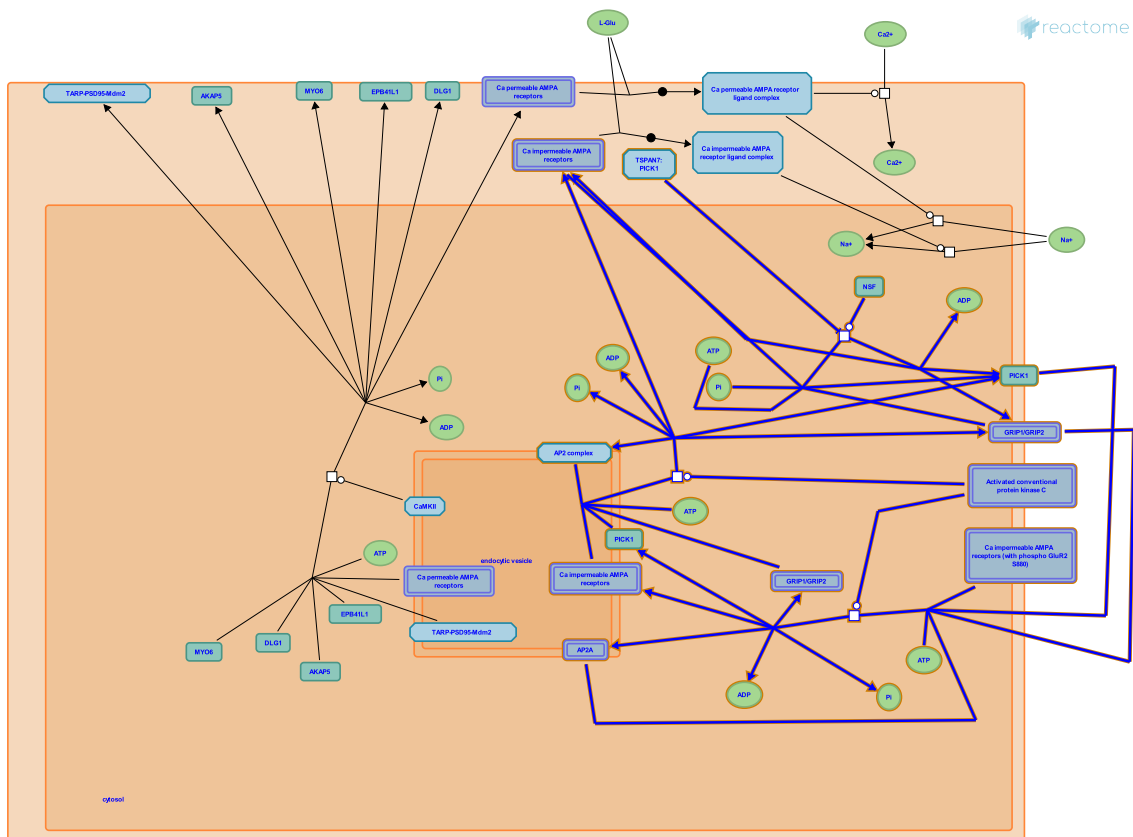 L-Glu
Ca2+
reactome
TARP-PSD95-Mdm2
AKAP5
MYO6
EPB41L1
DLG1
Ca permeable AMPA
receptors
Ca permeable AMPA receptor
ligand complex
Ca impermeable AMPA
receptors
TSPAN7:
PICK1
Ca impermeable AMPA
receptor ligand complex
Ca2+
Na+
Na+
NSF
ADP
ATP
ADP
Pi
Pi
PICK1
Pi
ADP
GRIP1/GRIP2
AP2 complex
Activated conventional
protein kinase C
CaMKII
ATP
PICK1
endocytic vesicle
ATP
Ca permeable AMPA
receptors
Ca impermeable AMPA
receptors
GRIP1/GRIP2
Ca impermeable AMPA
receptors (with phospho GluR2
S880)
EPB41L1
TARP-PSD95-Mdm2
MYO6
DLG1
AKAP5
AP2A
ATP
ADP
Pi
cytosol